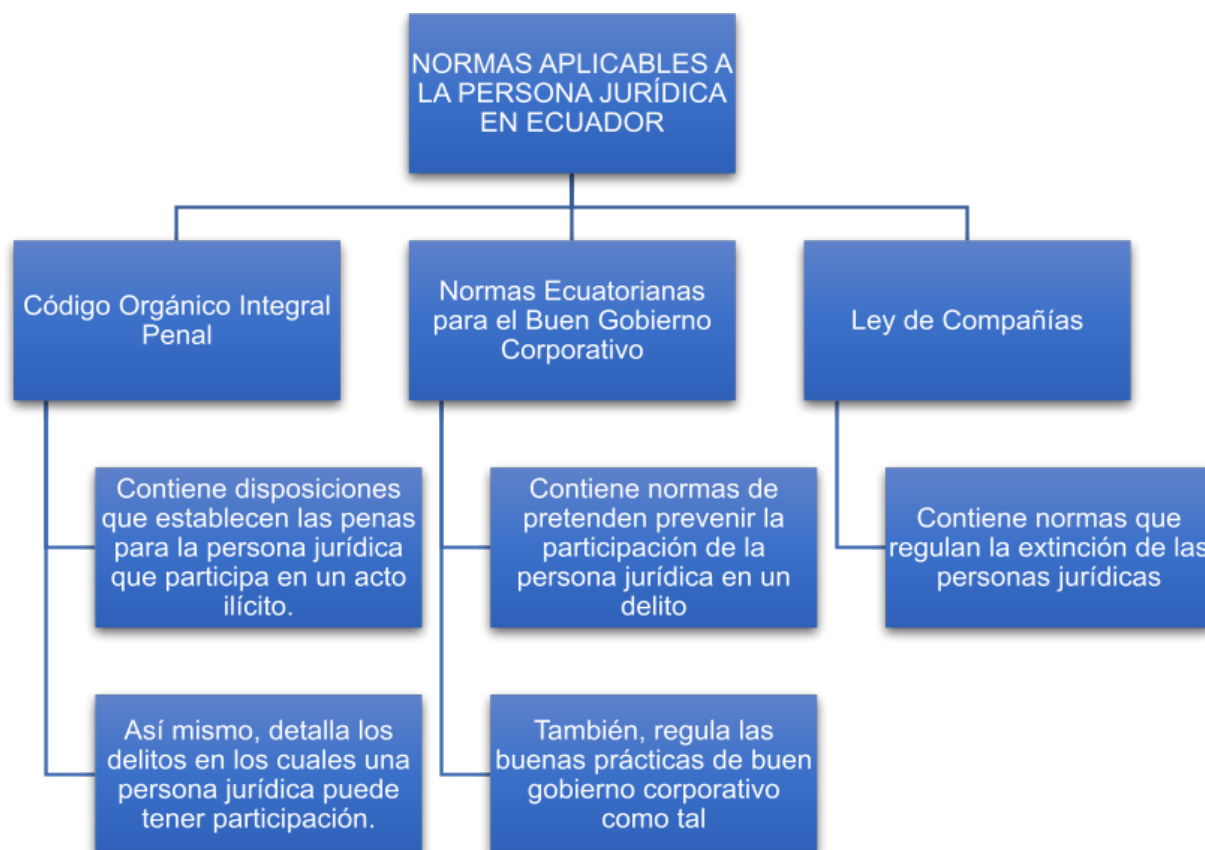 NORMAS APLICABLES A
LA PERSONA JURÍDICA
EN ECUADOR
Código Orgánico Integral
Penal
Contiene disposiciones
que establecen las penas
para la persona jurídica
que participa en un acto
ilícito.
Así mismo, detalla los
delitos en los cuales una
persona jurídica puede
tener participación.
Normas Ecuatorianas
para el Buen Gobierno
Corporativo
Contiene normas de
pretenden prevenir la
participación de la
persona jurídica en un
delito
También, regula las
buenas prácticas de buen
gobierno corporativo
como tal
Ley de Compañías
Contiene normas que
regulan la extinción de las
personas jurídicas